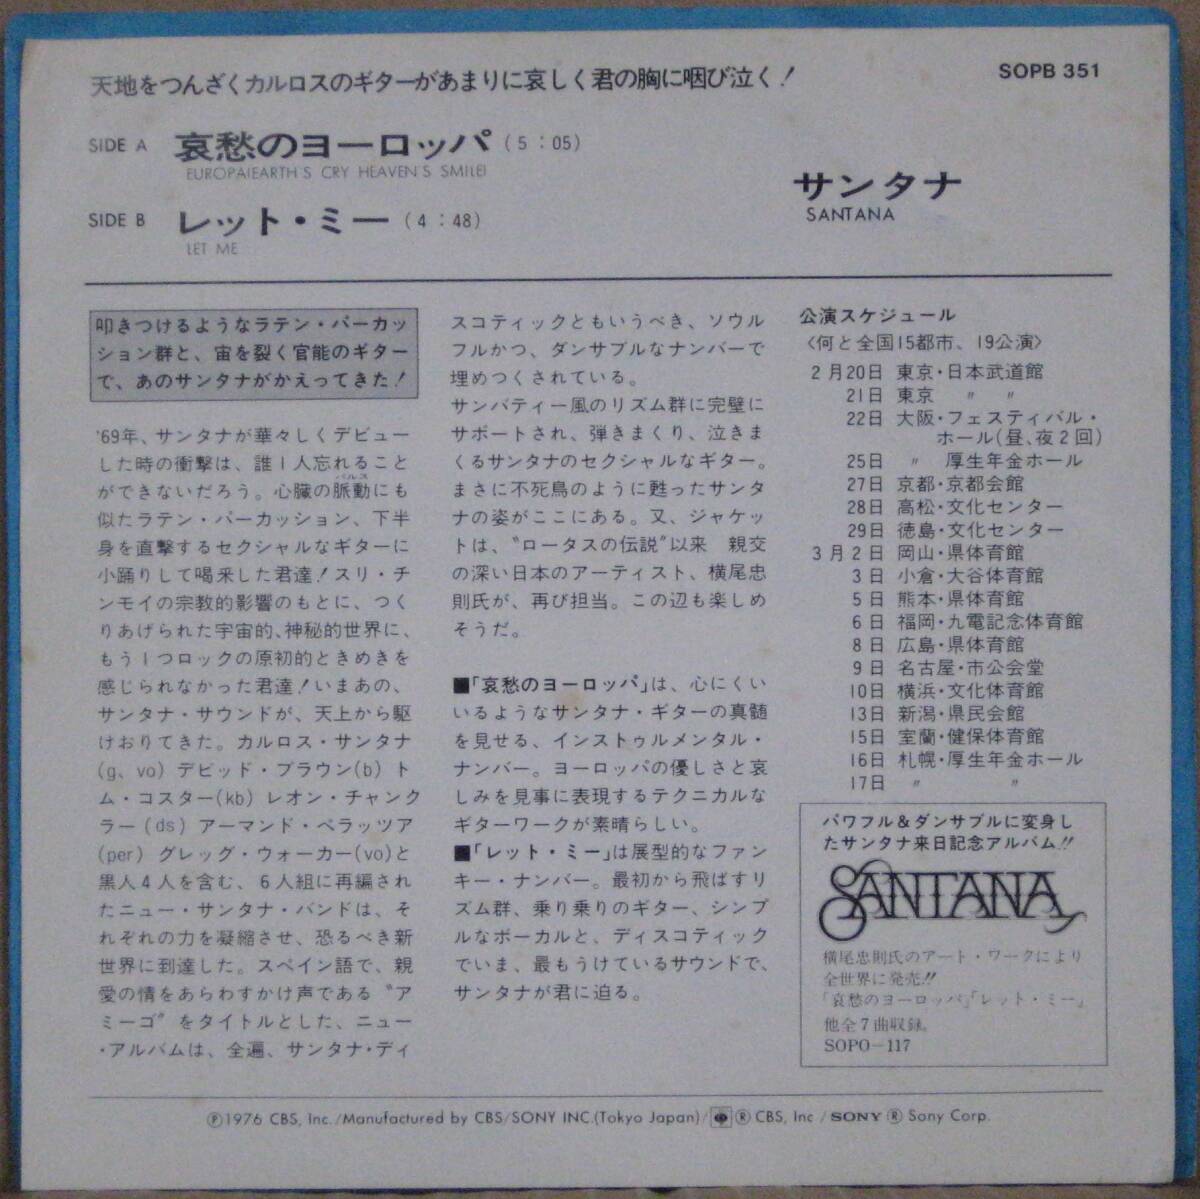 天地をつんざくカルロスのギターがあまりに哀しく君の胸に咽び泣く!
SOPB 351
SIDE A 哀愁のヨーロッパ (5:05)
EUROPA(EARTH'S CRY HEAVEN'S SMILE)
SIDE B レット・ミー (4:48)
LET ME
サンタナ
SANTANA
叩きつけるようなラテン・パーカッ
ション群と、宙を裂く官能のギター
で、あのサンタナがかえってきた!
'69年、サンタナが華々しくデビュー
した時の衝撃は、誰1人忘れること
ができないだろう。心臓の脈動にも
パルス
似たラテン・パーカッション、下半
身を直撃するセクシャルなギターに
小踊りして喝采した君達!スリ・チ
ンモイの宗教的影響のもとに、つく
りあげられた宇宙的、神秘的世界に、
もう1つロックの原初的ときめきを
感じられなかった君達!いまあの、
サンタナ・サウンドが、天上から駆
けおりてきた。カルロス・サンタナ
(g、vo)デビッド・ブラウン(b)ト
ム・コスター(kb)レオン・チャンク
ラー(ds)アーマンド・ペラッツア
(per)グレッグ・ウォーカー(vo)と
黒人4人を含む、6人組に再編され
たニュー・サンタナ・バンドは、そ
れぞれの力を凝縮させ、恐るべき新
世界に到達した。スペイン語で、親
愛の情をあらわすかけ声である〝ア
ミーゴ〟をタイトルとした、ニュー
・アルバムは、全遍、サンタナ・ディ
スコティックともいうべき、ソウル
フルかつ、ダンサブルなナンバーで
埋めつくされている。
サンバティー風のリズム群に完璧に
サポートされ、弾きまくり、泣きま
くるサンタナのセクシャルなギター。
まさに不死鳥のように甦ったサンタ
ナの姿がここにある。又、ジャケッ
トは、〝ロータスの伝説〟以来 親交
の深い日本のアーティスト、横尾忠
則氏が、再び担当。この辺も楽しめ
そうだ。
■「哀愁のヨーロッパ」は、心にくい
いるようなサンタナ・ギターの真髄
を見せる、インストゥルメンタル・
ナンバー。ヨーロッパの優しさと哀
しみを見事に表現するテクニカルな
ギターワークが素晴らしい。
■「レット・ミー」は展型的なファン
キー・ナンバー。最初から飛ばすリ
ズム群、乗り乗りのギター、シンプ
ルなボーカルと、ディスコティック
でいま、最もうけているサウンドで、
サンタナが君に迫る。
公演スケジュール
〈何と全国15都市、19公演〉
2月20日 東京・日本武道館
21日 東京 〃 〃
22日 大阪・フェスティバル・
ホール(昼、夜2回)
25日 〃 厚生年金ホール
27日 京都・京都会館
28日 高松・文化センター
29日 徳島・文化センター
3月2日 岡山・県体育館
3日 小倉・大谷体育館
5日 熊本・県体育館
6日 福岡・九電記念体育館
8日 広島・県体育館
9日 名古屋・市公会堂
10日 横浜・文化体育館
13日 新潟・県民会館
15日 室蘭・健保体育館
16日 札幌・厚生年金ホール
17日 〃 〃
パワフル&ダンサブルに変身し
たサンタナ来日記念アルバム!!
SANTANA
横尾忠則氏のアート・ワークにより
全世界に発売!!
「哀愁のヨーロッパ」「レット・ミー」
他全7曲収録。
SOPO-117
Ⓟ1976 CBS, Inc./Manufactured by CBS/SONY INC.(Tokyo Japan)/ ® CBS, Inc / SONY ® Sony Corp.